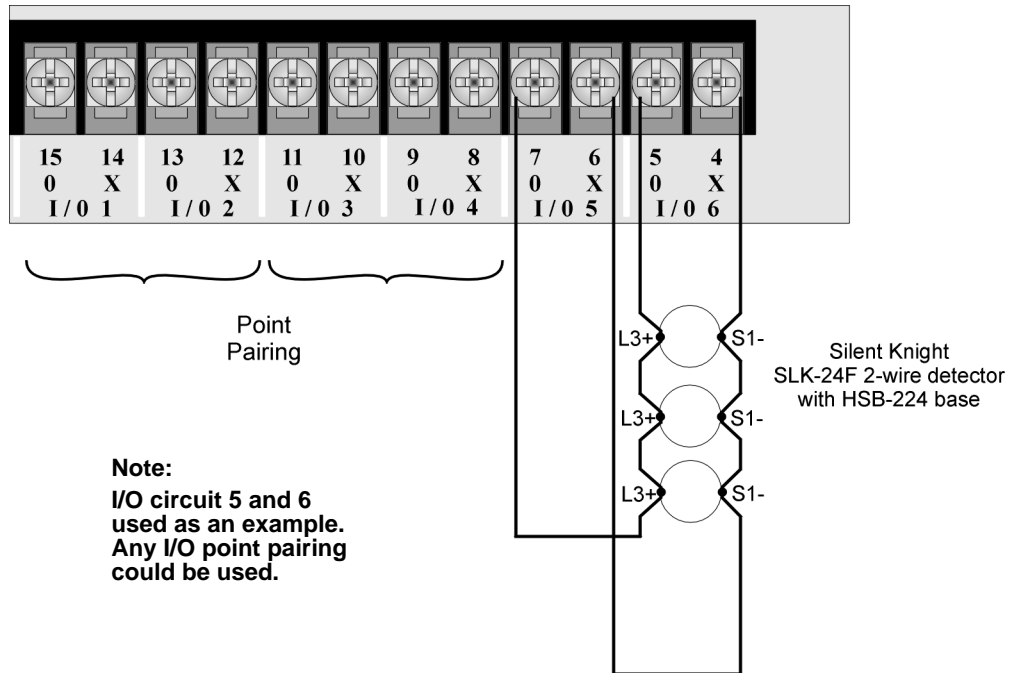 15 14 13 12 11 10 9 8 7 6 5 4
0 X 0 X 0 X 0 X 0 X 0 X
I / 0 1 I / 0 2 I / 0 3 I / 0 4 I / 0 5 I / 0 6
Point
Pairing
L3+ S1-
Silent Knight
SLK-24F 2-wire detector
with HSB-224 base
L3+ S1-
L3+ S1-
Note:
I/O circuit 5 and 6
used as an example.
Any I/O point pairing
could be used.